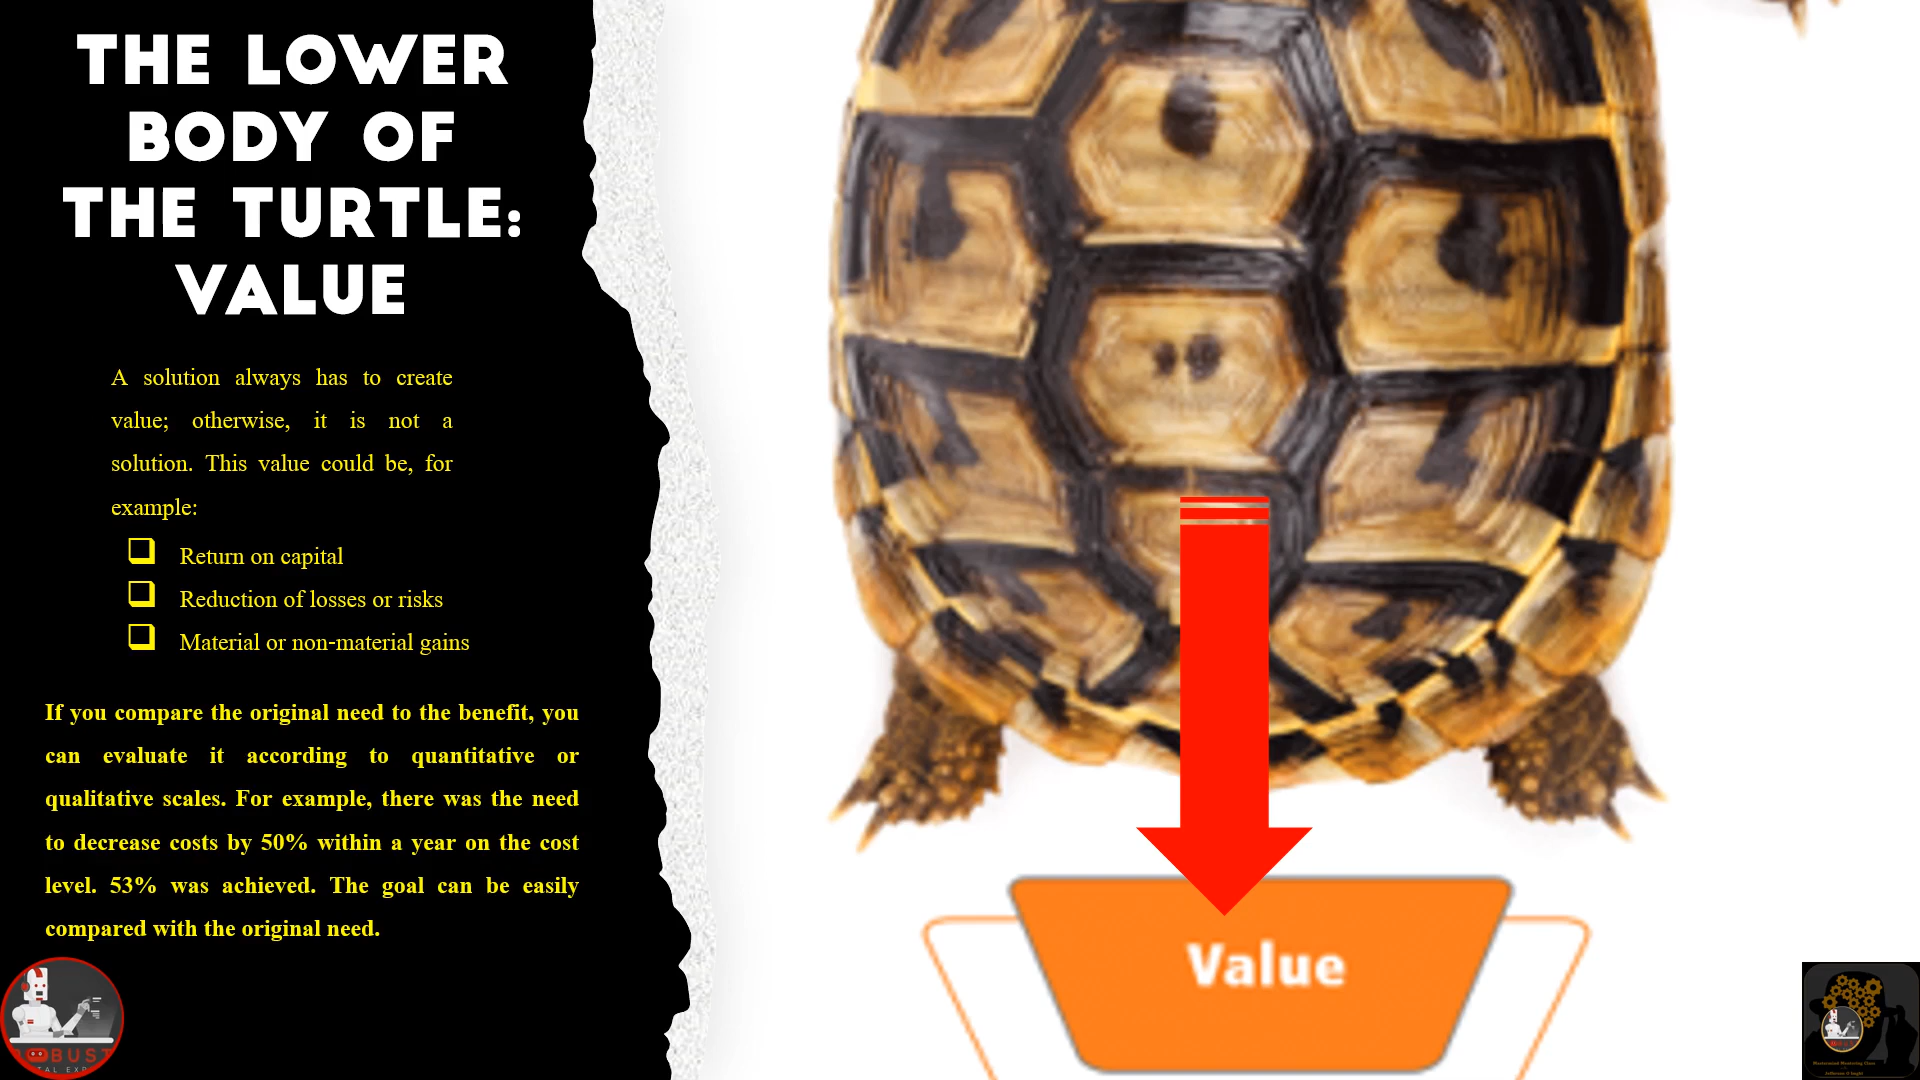 THE LOWER
BODY OF
THE TURTLE:
VALUE
A solution always has to create
value; otherwise, it is not a
solution. This value could be, for
example:
Return on capital
Reduction of losses or risks
Material or non-material gains
If you compare the original need to the benefit, you
can evaluate it according to quantitative or
qualitative scales. For example, there was the need
to decrease costs by 50% within a year on the cost
level. 53% was achieved. The goal can be easily
compared with the original need.
Value